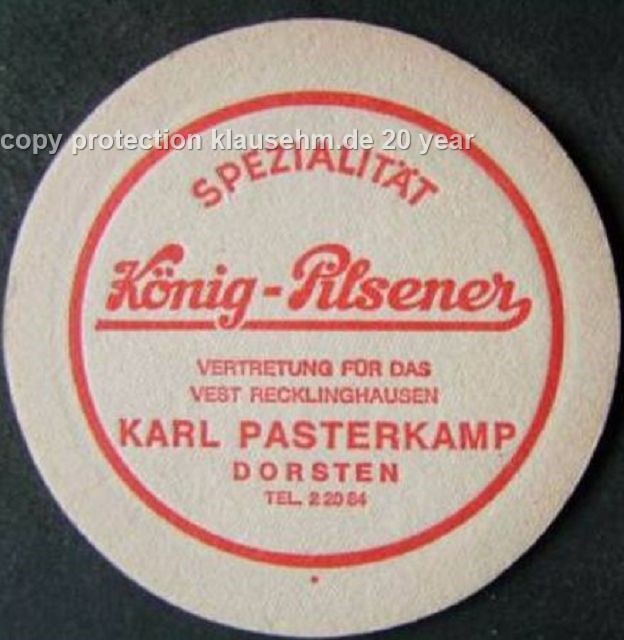 copy protection klausehm.de 20 year
SPEZIALITÄT
König-Pilsener
VERTRETUNG FÜR DAS
VEST RECKLINGHAUSEN
KARL PASTERKAMP
DORSTEN
TEL. 2 20 84